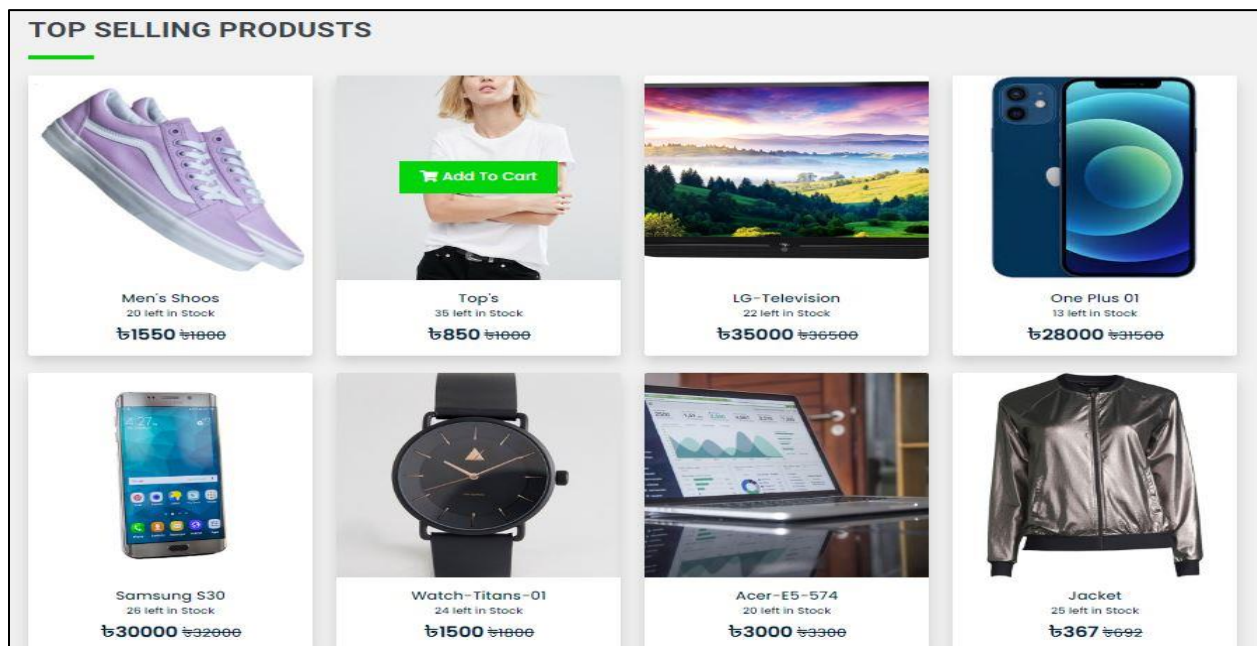 TOP SELLING PRODUSTS
Men's Shoos
20 left in Stock
৳1550 ৳1800
Add To Cart
Top's
35 left in Stock
৳850 ৳1000
LG-Television
22 left in Stock
৳35000 ৳36500
One Plus 01
13 left in Stock
৳28000 ৳31500
Samsung S30
26 left in Stock
৳30000 ৳32000
Watch-Titans-01
24 left in Stock
৳1500 ৳1800
Acer-E5-574
20 left in Stock
৳3000 ৳3300
Jacket
25 left in Stock
৳367 ৳692